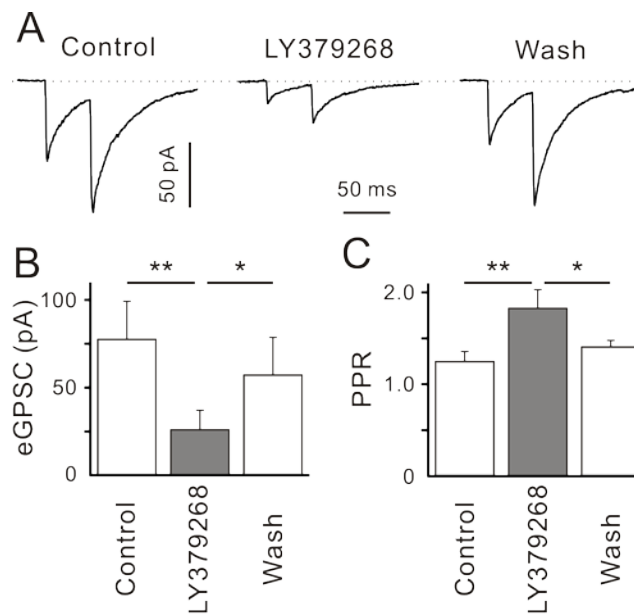 A
Control
LY379268
Wash
50 pA
50 ms
B
**
*
100
50
0
eGPSC (pA)
Control
LY379268
Wash
C
**
*
2.0
1.0
0
PPR
Control
LY379268
Wash